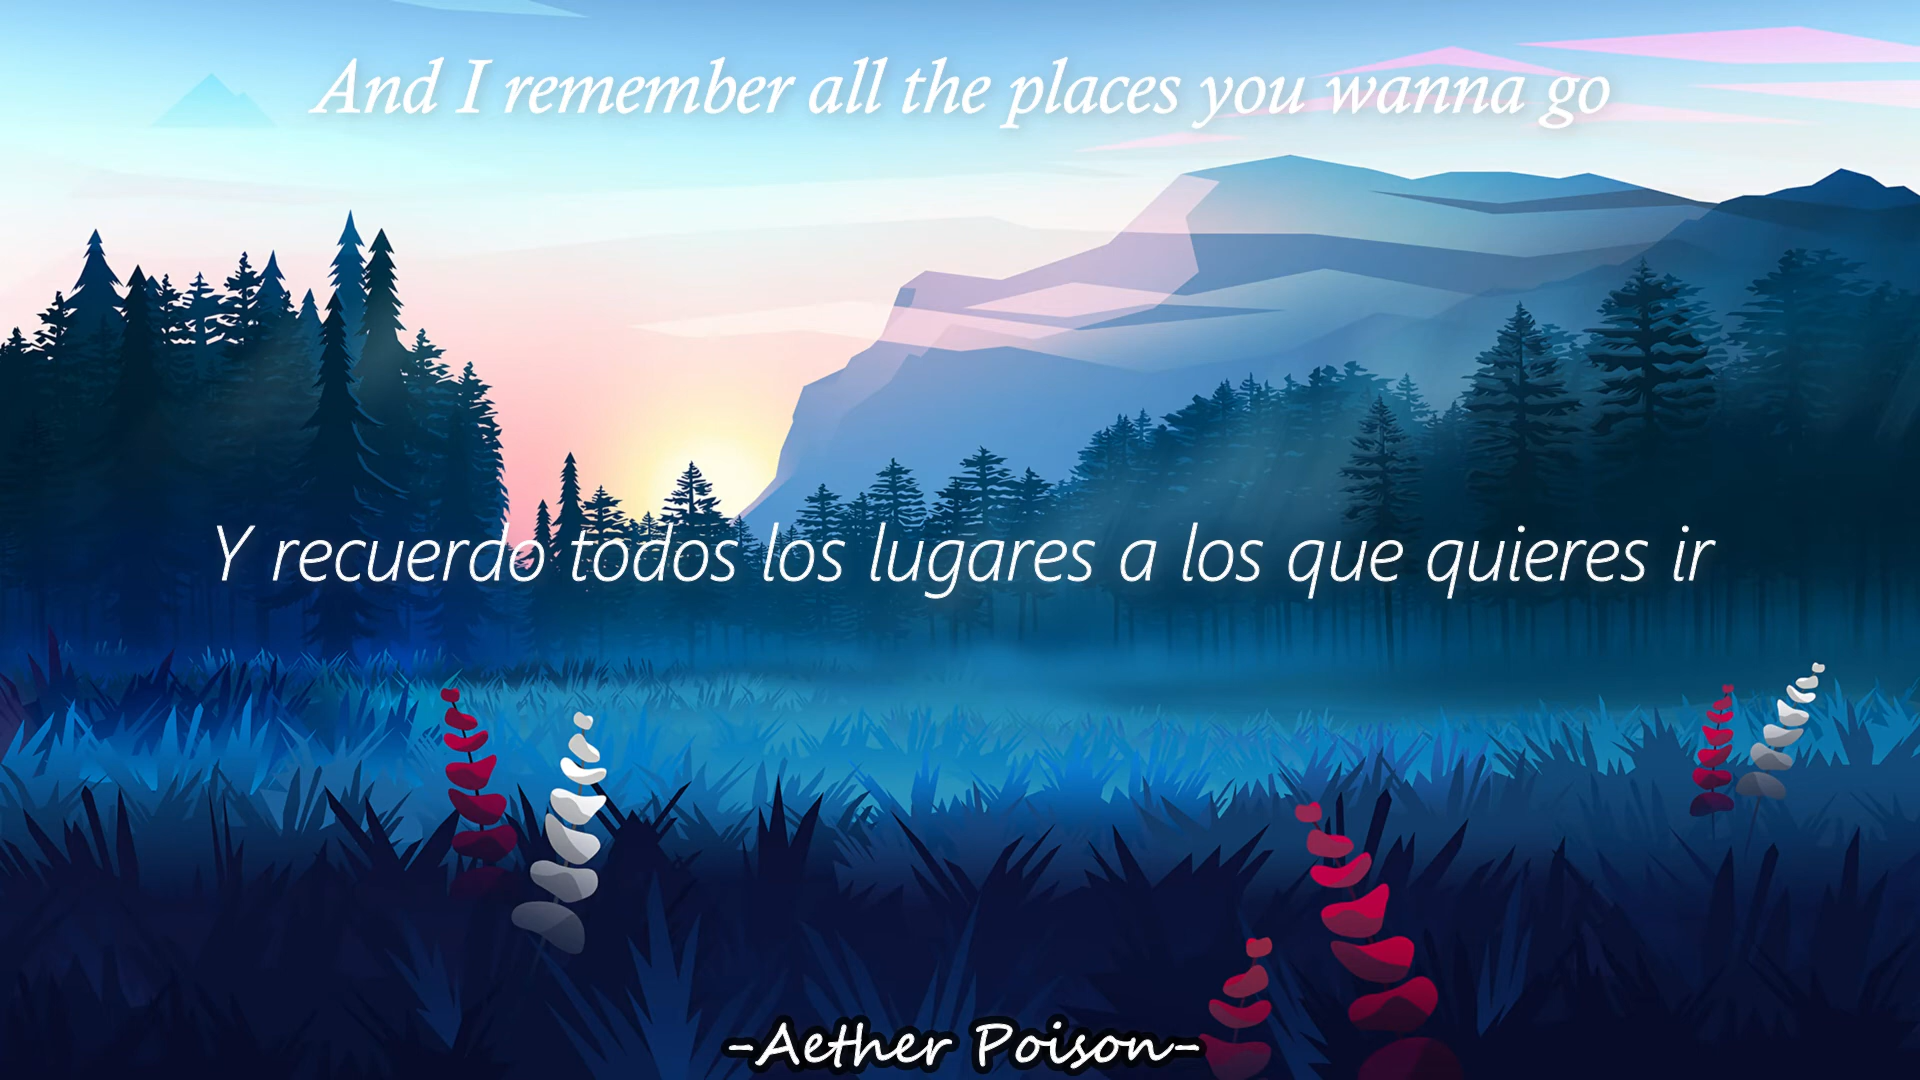 And I remember all the places you wanna go
Y recuerdo todos los lugares a los que quieres ir
-Aether Poison-